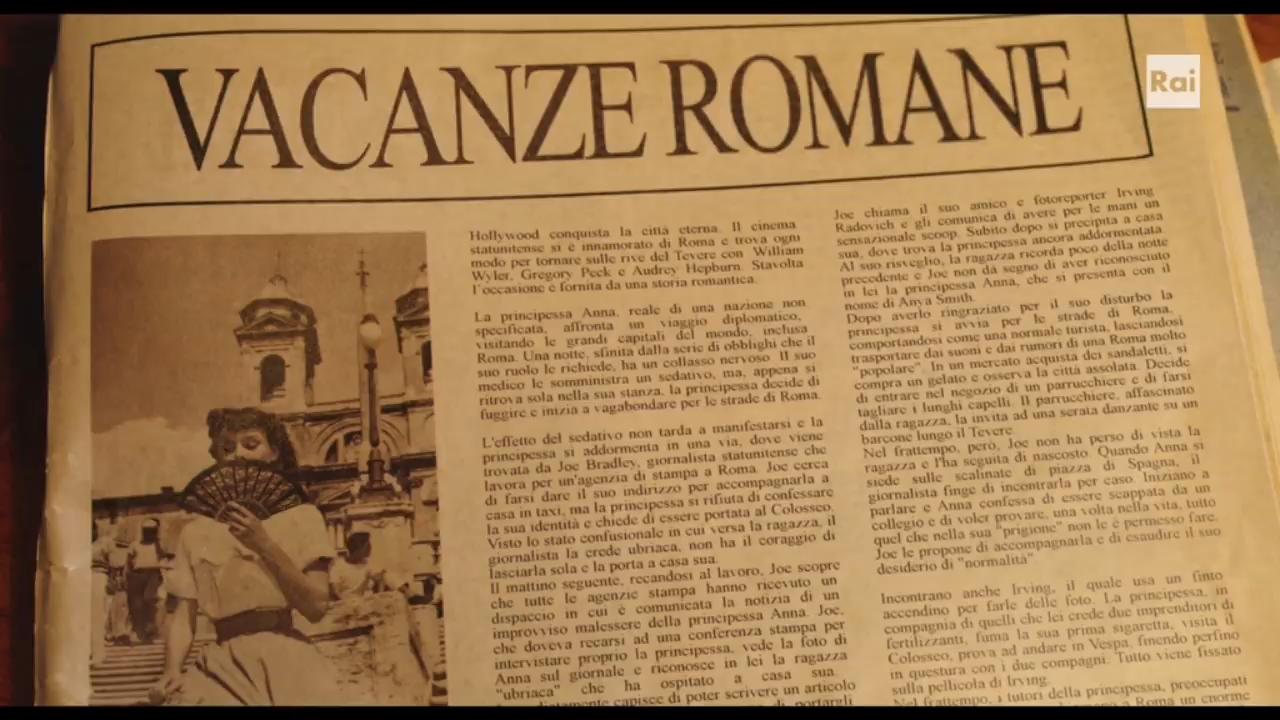 VACANZE ROMANE
Rai
Hollywood conquista la città eterna. Il cinema
statunitense si è innamorato di Roma e trova ogni
modo per tornare sulle rive del Tevere con William
Wyler, Gregory Peck e Audrey Hepburn. Stavolta
l'occasione è fornita da una storia romantica.
La principessa Anna, reale di una nazione non
specificata, affronta un viaggio diplomatico,
visitando le grandi capitali del mondo, inclusa
Roma. Una notte, sfinita dalla serie di obblighi che il
suo ruolo le richiede, ha un collasso nervoso. Il suo
medico le somministra un sedativo, ma, appena si
ritrova sola nella sua stanza, la principessa decide di
fuggire e inizia a vagabondare per le strade di Roma.
L'effetto del sedativo non tarda a manifestarsi e la
principessa si addormenta in una via, dove viene
trovata da Joe Bradley, giornalista statunitense che
lavora per un'agenzia di stampa a Roma. Joe cerca
di farsi dare il suo indirizzo per accompagnarla a
casa in taxi, ma la principessa si rifiuta di confessare
la sua identità e chiede di essere portata al Colosseo.
Visto lo stato confusionale in cui versa la ragazza, il
giornalista la crede ubriaca, non ha il coraggio di
lasciarla sola e la porta a casa sua.
Il mattino seguente, recandosi al lavoro, Joe scopre
che tutte le agenzie stampa hanno ricevuto un
dispaccio in cui è comunicata la notizia di un
improvviso malessere della principessa Anna. Joe,
che doveva recarsi ad una conferenza stampa per
intervistare proprio la principessa, vede la foto di
Anna sul giornale e riconosce in lei la ragazza
"ubriaca" che ha ospitato a casa sua.
capisce di poter scrivere un articolo
di portargli
Joe chiama il suo amico e fotoreporter Irving
Radovich e gli comunica di avere per le mani un
sensazionale scoop. Subito dopo si precipita a casa
sua, dove trova la principessa ancora addormentata.
Al suo risveglio, la ragazza ricorda poco della notte
precedente e Joe non dà segno di aver riconosciuto
in lei la principessa Anna, che si presenta con il
nome di Anya Smith.
Dopo averlo ringraziato per il suo disturbo la
principessa si avvia per le strade di Roma,
comportandosi come una normale turista, lasciandosi
trasportare dai suoni e dai rumori di una Roma molto
"popolare". In un mercato acquista dei sandaletti, si
compra un gelato e osserva la città assolata. Decide
di entrare nel negozio di un parrucchiere e di farsi
tagliare i lunghi capelli. Il parrucchiere, affascinato
dalla ragazza, la invita ad una serata danzante su un
barcone lungo il Tevere.
Nel frattempo, però, Joe non ha perso di vista la
ragazza e l'ha seguita di nascosto. Quando Anna si
siede sulle scalinate di piazza di Spagna, il
giornalista finge di incontrarla per caso. Iniziano a
parlare e Anna confessa di essere scappata da un
collegio e di voler provare, una volta nella vita, tutto
quel che nella sua "prigione" non le è permesso fare.
Joe le propone di accompagnarla e di esaudire il suo
desiderio di "normalità"
Incontrano anche Irving, il quale usa un finto
accendino per farle delle foto. La principessa, in
compagnia di quelli che lei crede due imprenditori di
fertilizzanti, fuma la sua prima sigaretta, visita il
Colosseo, prova ad andare in Vespa, finendo perfino
in questura con i due compagni. Tutto viene fissato
sulla pellicola di Irving.
Nel frattempo, i tutori della principessa, preoccupati
a Roma un enorme